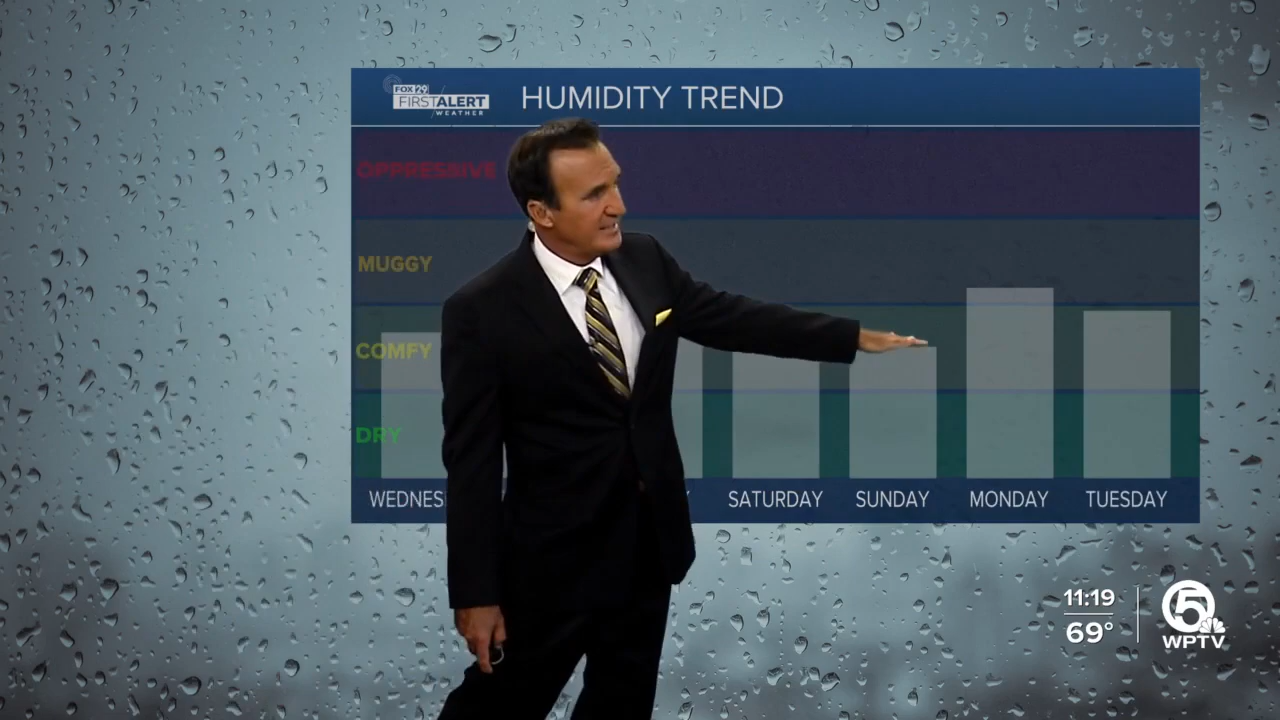 FOX 29
FIRST ALERT
WEATHER
HUMIDITY TREND
OPPRESSIVE
MUGGY
COMFY
DRY
WEDNES
SATURDAY SUNDAY MONDAY TUESDAY
11:19
69°
5
WPTV